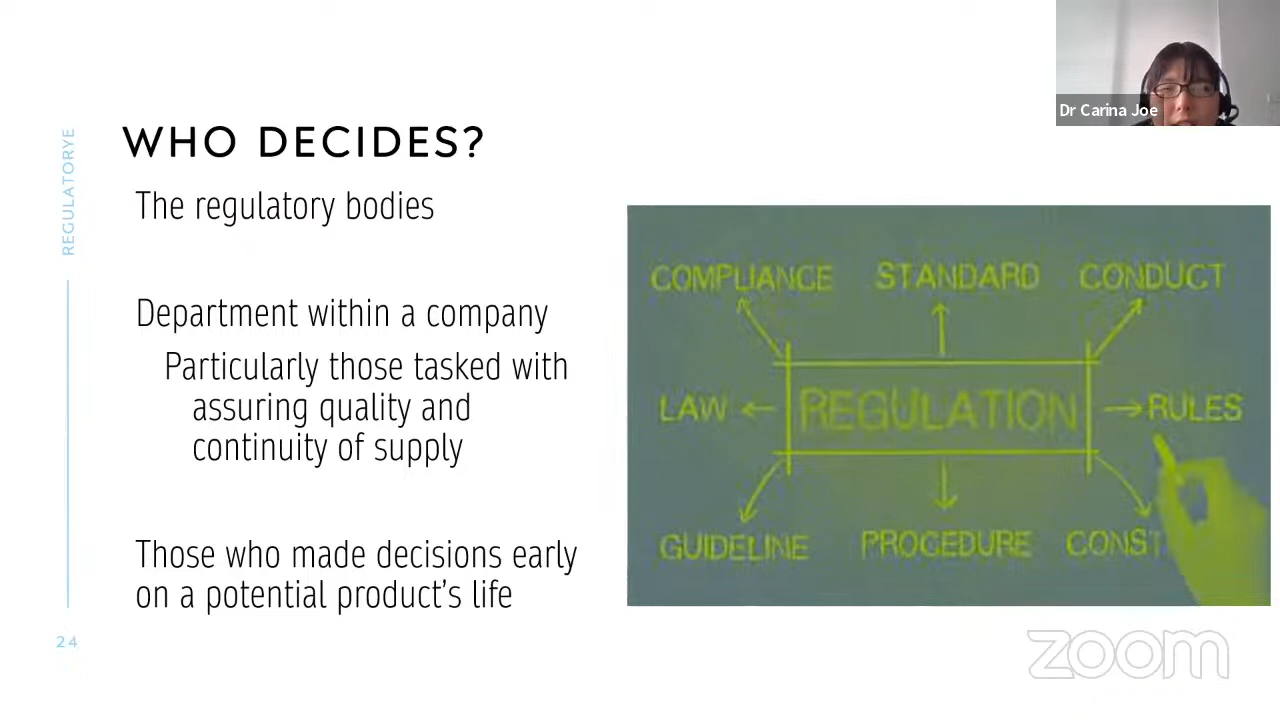 Dr Carina Joe
REGULATORYE
WHO DECIDES?
The regulatory bodies
Department within a company
Particularly those tasked with
assuring quality and
continuity of supply
Those who made decisions early
on a potential product's life
24
COMPLIANCE STANDARD CONDUCT
LAW REGULATION RULES
GUIDELINE PROCEDURE CONST
zoom